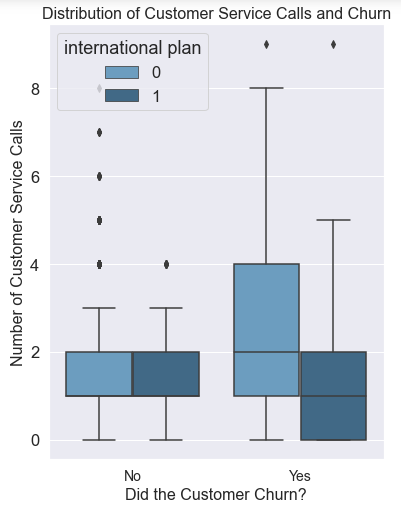 Distribution of Customer Service Calls and Churn
international plan
0
1
8
6
4
2
0
Number of Customer Service Calls
No
Yes
Did the Customer Churn?